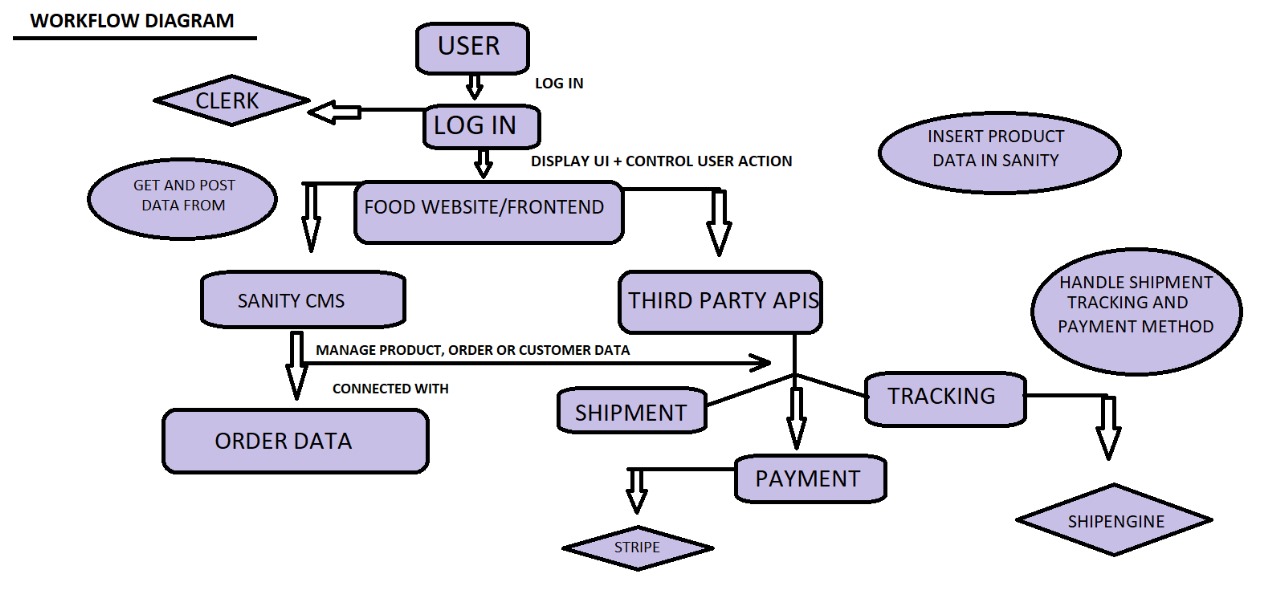 WORKFLOW DIAGRAM
USER
LOG IN
CLERK
LOG IN
DISPLAY UI + CONTROL USER ACTION
INSERT PRODUCT
DATA IN SANITY
GET AND POST
DATA FROM
FOOD WEBSITE/FRONTEND
SANITY CMS
THIRD PARTY APIS
HANDLE SHIPMENT
TRACKING AND
PAYMENT METHOD
MANAGE PRODUCT, ORDER OR CUSTOMER DATA
CONNECTED WITH
SHIPMENT
TRACKING
ORDER DATA
PAYMENT
STRIPE
SHIPENGINE